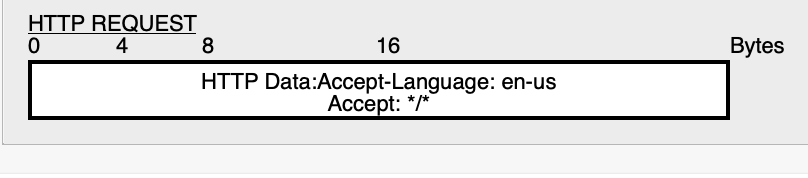 HTTP REQUEST
0 4 8 16 Bytes
HTTP Data:Accept-Language: en-us
Accept: */*